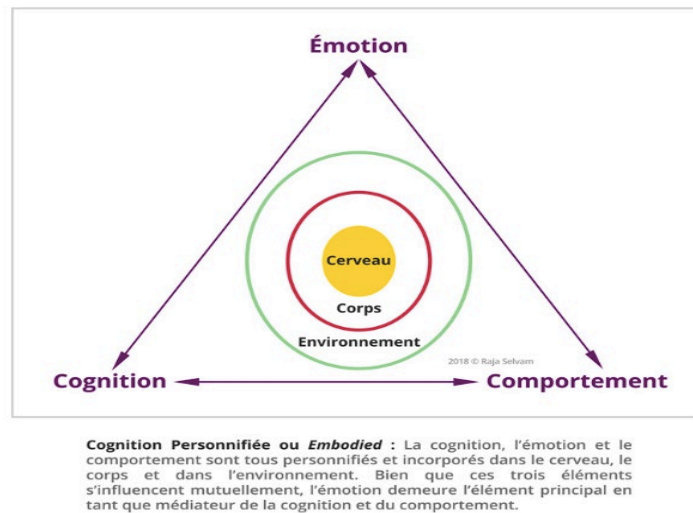 Émotion
Cerveau
Corps
Environnement
2018 © Raja Selvam
Cognition
Comportement
Cognition Personnifiée ou Embodied : La cognition, l’émotion et le
comportement sont tous personnifiés et incorporés dans le cerveau, le
corps et dans l’environnement. Bien que ces trois éléments
s’influencent mutuellement, l’émotion demeure l’élément principal en
tant que médiateur de la cognition et du comportement.